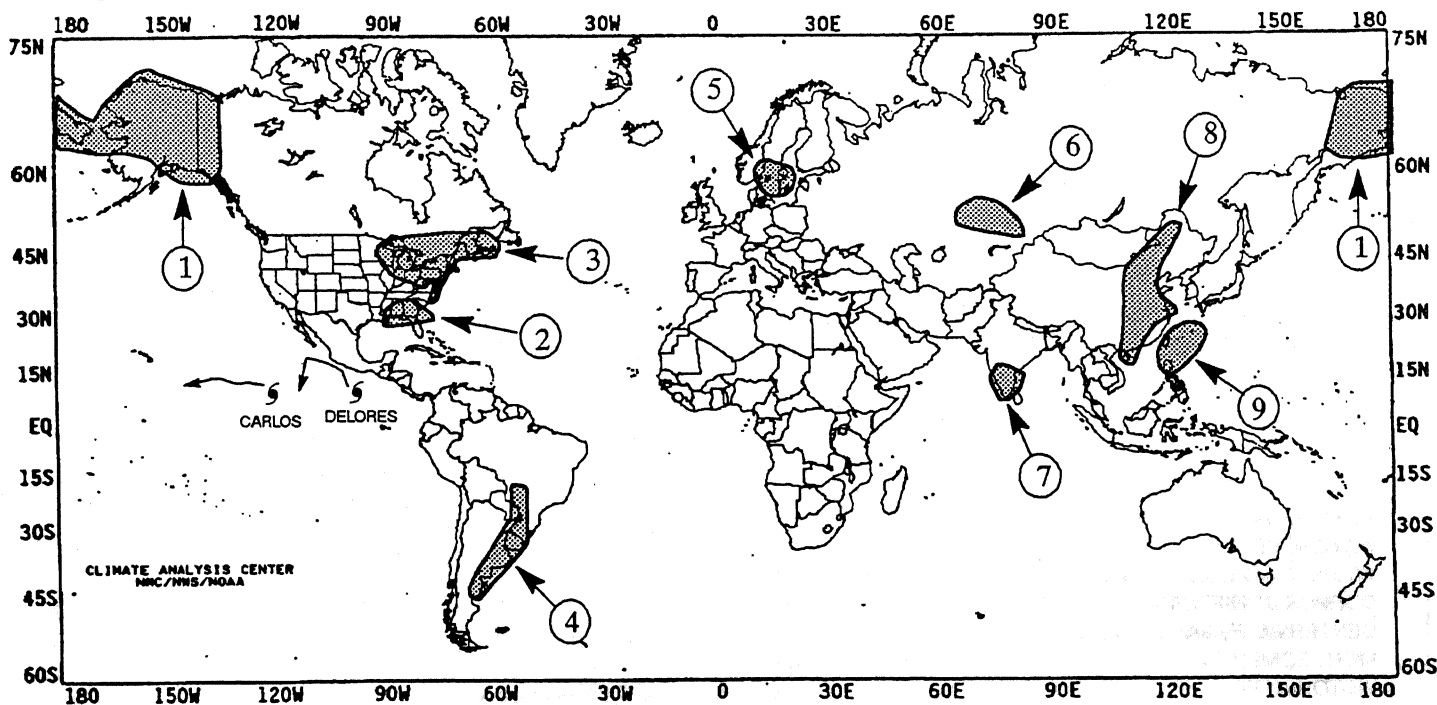 180 150W 120W 90W 60W 30W 0 30E 60E 90E 120E 150E 180
75N 75N
5
8
6
60N 60N
1 3 1
45N 45N
30N 30N
2
15N 15N
9
CARLOS DELORES
EQ EQ
7
15S 15S
30S 30S
CLIMATE ANALYSIS CENTER
NMC/NWS/NOAA
45S 45S
4
60S 60S
180 150W 120W 90W 60W 30W 0 30E 60E 90E 120E 150E 180